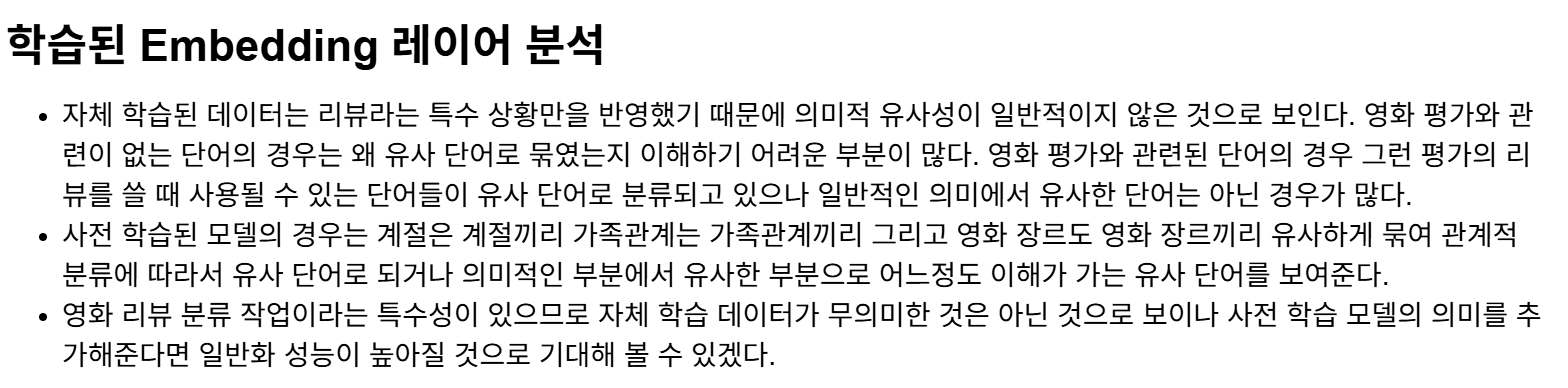 학습된 Embedding 레이어 분석
• 자체 학습된 데이터는 리뷰라는 특수 상황만을 반영했기 때문에 의미적 유사성이 일반적이지 않은 것으로 보인다. 영화 평가와 관
련이 없는 단어의 경우는 왜 유사 단어로 묶였는지 이해하기 어려운 부분이 많다. 영화 평가와 관련된 단어의 경우 그런 평가의 리
뷰를 쓸 때 사용될 수 있는 단어들이 유사 단어로 분류되고 있으나 일반적인 의미에서 유사한 단어는 아닌 경우가 많다.
• 사전 학습된 모델의 경우는 계절은 계절끼리 가족관계는 가족관계끼리 그리고 영화 장르도 영화 장르끼리 유사하게 묶여 관계적
분류에 따라서 유사 단어로 되거나 의미적인 부분에서 유사한 부분으로 어느정도 이해가 가는 유사 단어를 보여준다.
• 영화 리뷰 분류 작업이라는 특수성이 있으므로 자체 학습 데이터가 무의미한 것은 아닌 것으로 보이나 사전 학습 모델의 의미를 추
가해준다면 일반화 성능이 높아질 것으로 기대해 볼 수 있겠다.